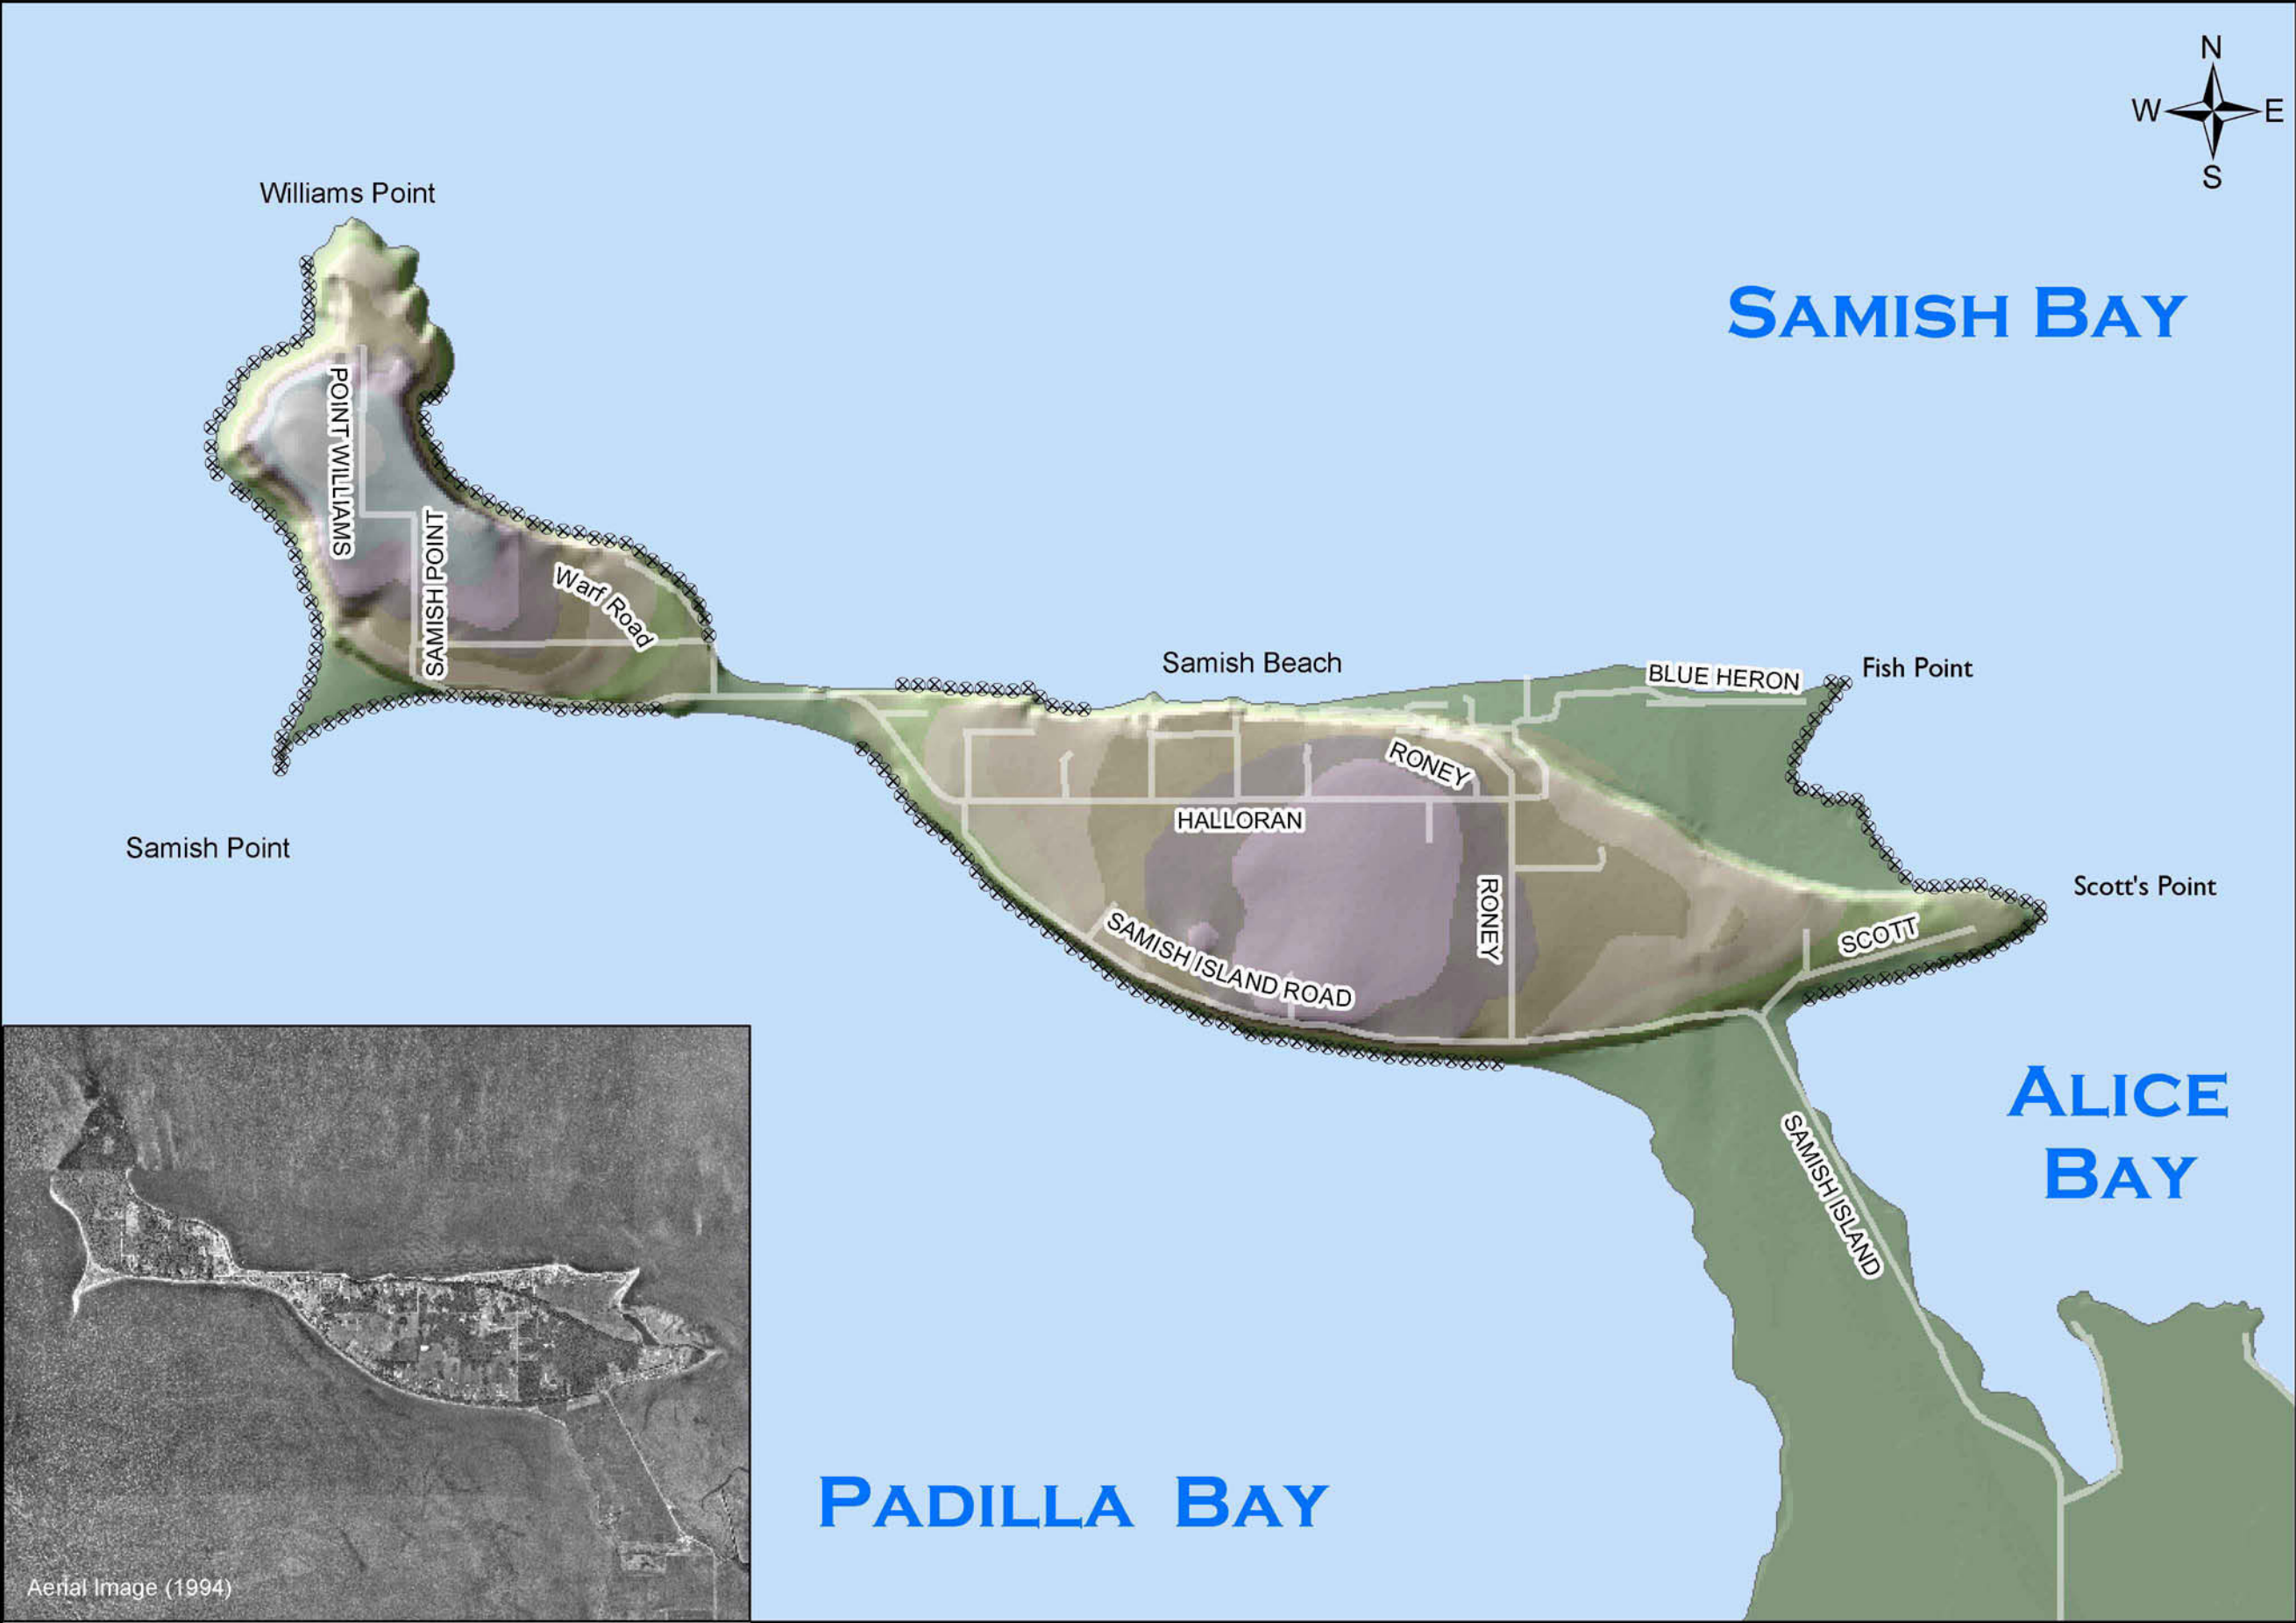 N
W E
S
Williams Point
SAMISH BAY
POINT WILLIAMS
SAMISH POINT
Warf Road
Samish Beach
BLUE HERON
Fish Point
RONEY
HALLORAN
Samish Point
RONEY
Scott's Point
SCOTT
SAMISH ISLAND ROAD
ALICE
BAY
SAMISH ISLAND
PADILLA BAY
Aerial Image (1994)